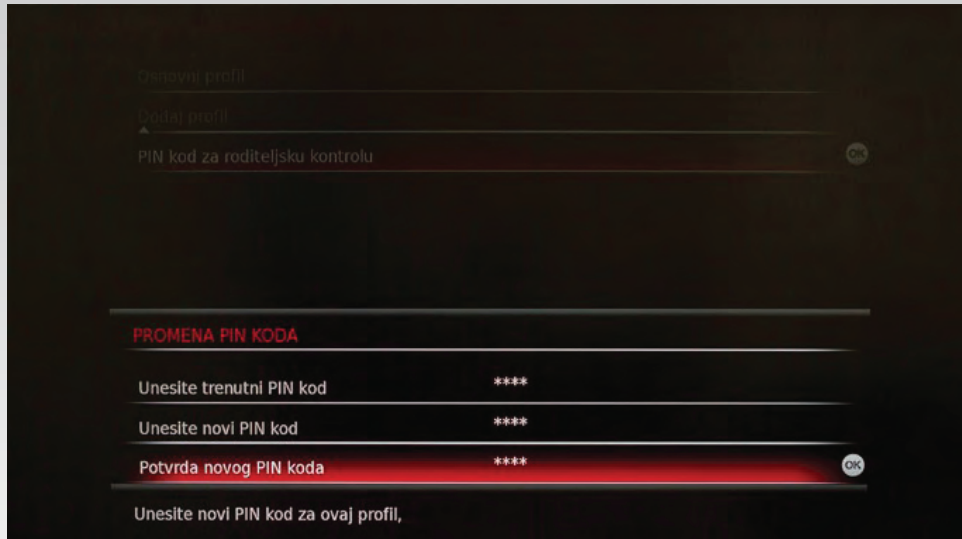 Osnovni profil
Dodaj profil
PIN kod za roditeljsku kontrolu OK
PROMENA PIN KODA
Unesite trenutni PIN kod ****
Unesite novi PIN kod ****
Potvrda novog PIN koda **** OK
Unesite novi PIN kod za ovaj profil,